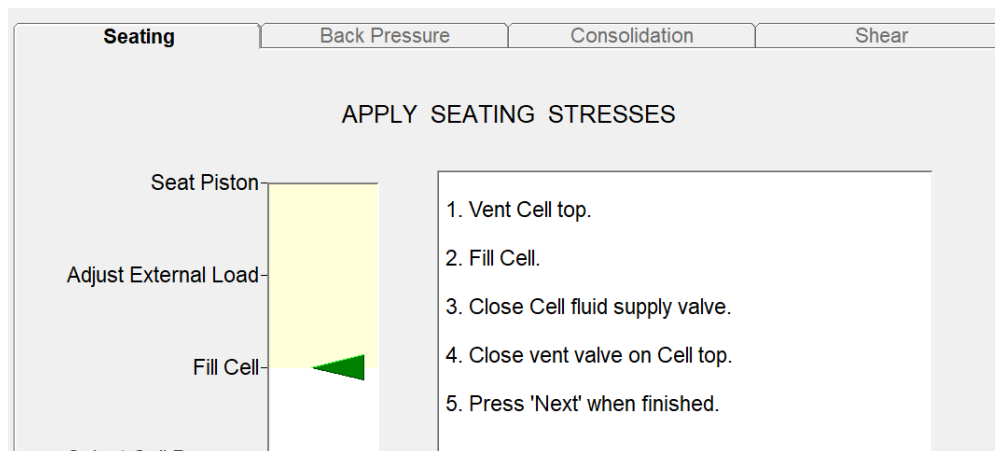 Seating Back Pressure Consolidation Shear
APPLY SEATING STRESSES
Seat Piston
Adjust External Load
Fill Cell
1. Vent Cell top.
2. Fill Cell.
3. Close Cell fluid supply valve.
4. Close vent valve on Cell top.
5. Press 'Next' when finished.